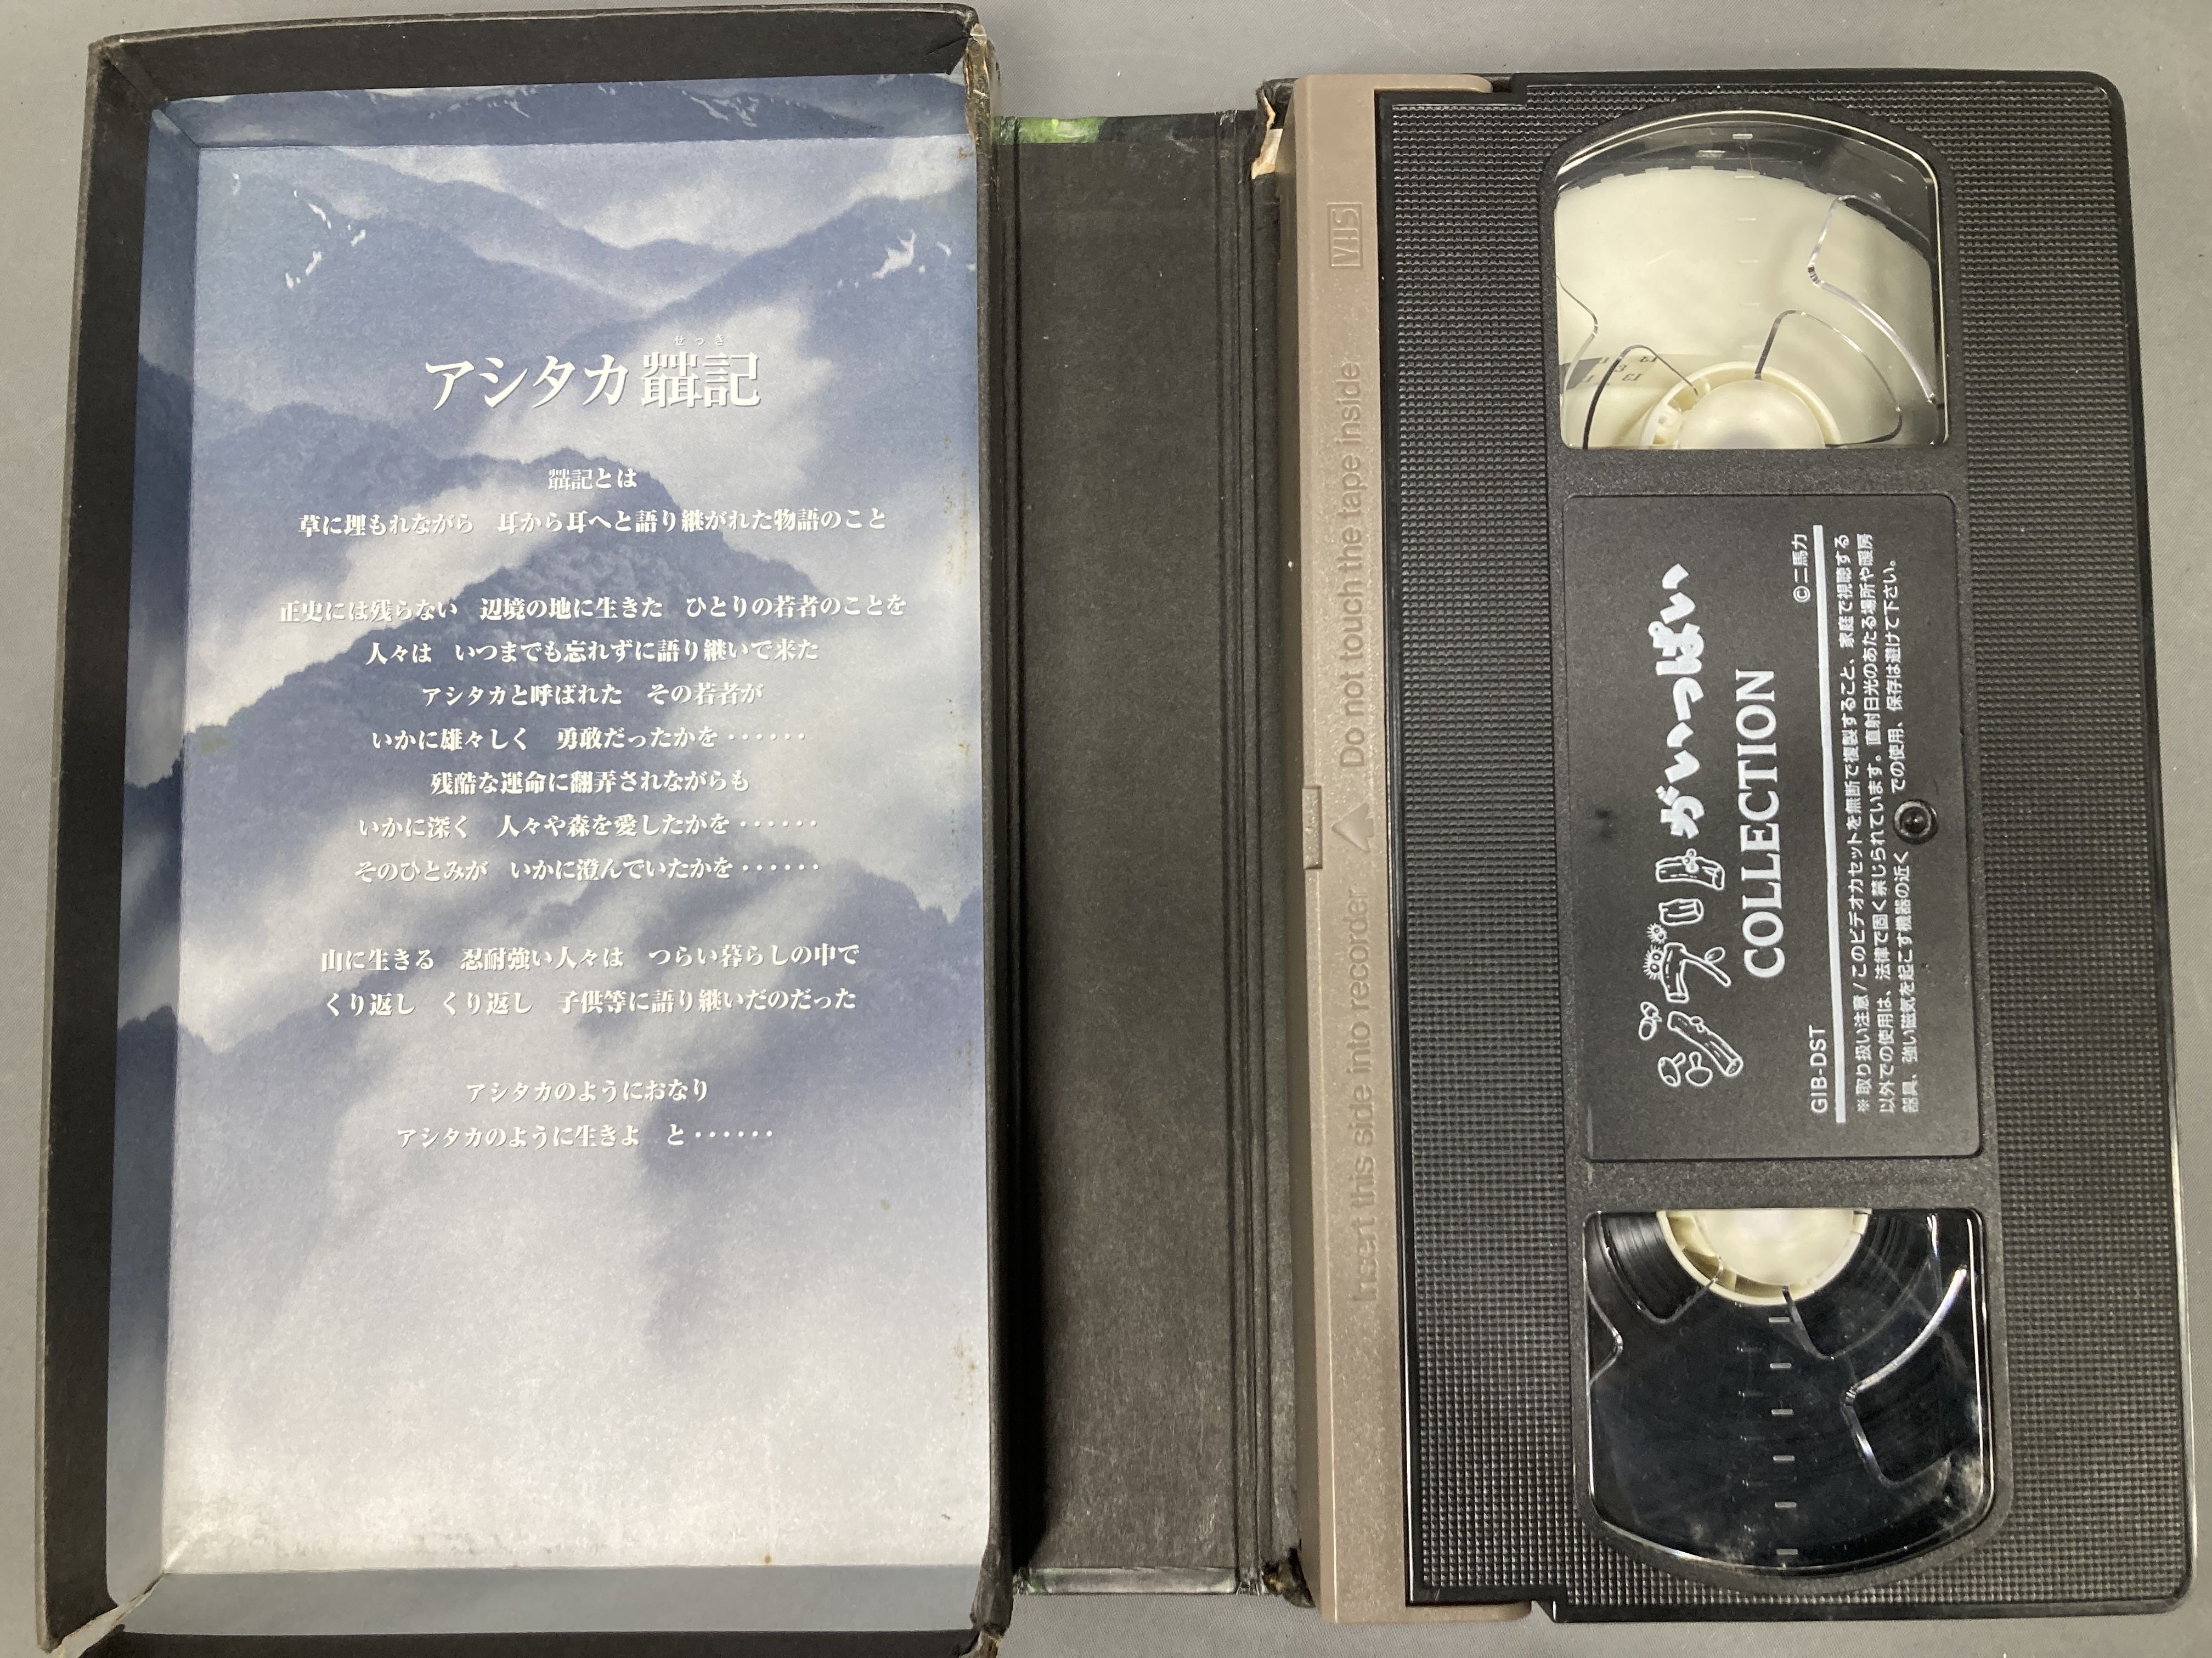 せっき
アシタカ𦻙記
𦻙記とは
草に埋もれながら　耳から耳へと語り継がれた物語のこと
正史には残らない　辺境の地に生きた　ひとりの若者のことを
人々は　いつまでも忘れずに語り継いで来た
アシタカと呼ばれた　その若者が
いかに雄々しく　勇敢だったかを‥‥‥
残酷な運命に翻弄されながらも
いかに深く　人々や森を愛したかを‥‥‥
そのひとみが　いかに澄んでいたかを‥‥‥
山に生きる　忍耐強い人々は　つらい暮らしの中で
くり返し　くり返し　子供等に語り継いだのだった
アシタカのようにおなり
アシタカのように生きよ　と‥‥‥
VHS
Insert this side into recorder Do not touch the tape inside
ジブリがいっぱい
COLLECTION
GIB-DST ©二馬力
※取り扱い注意/このビデオカセットを無断で複製すること、家庭で視聴する
以外での使用は、法律で固く禁じられています。直射日光のあたる場所や暖房
器具、強い磁気を起こす機器の近く での使用、保存は避けて下さい。